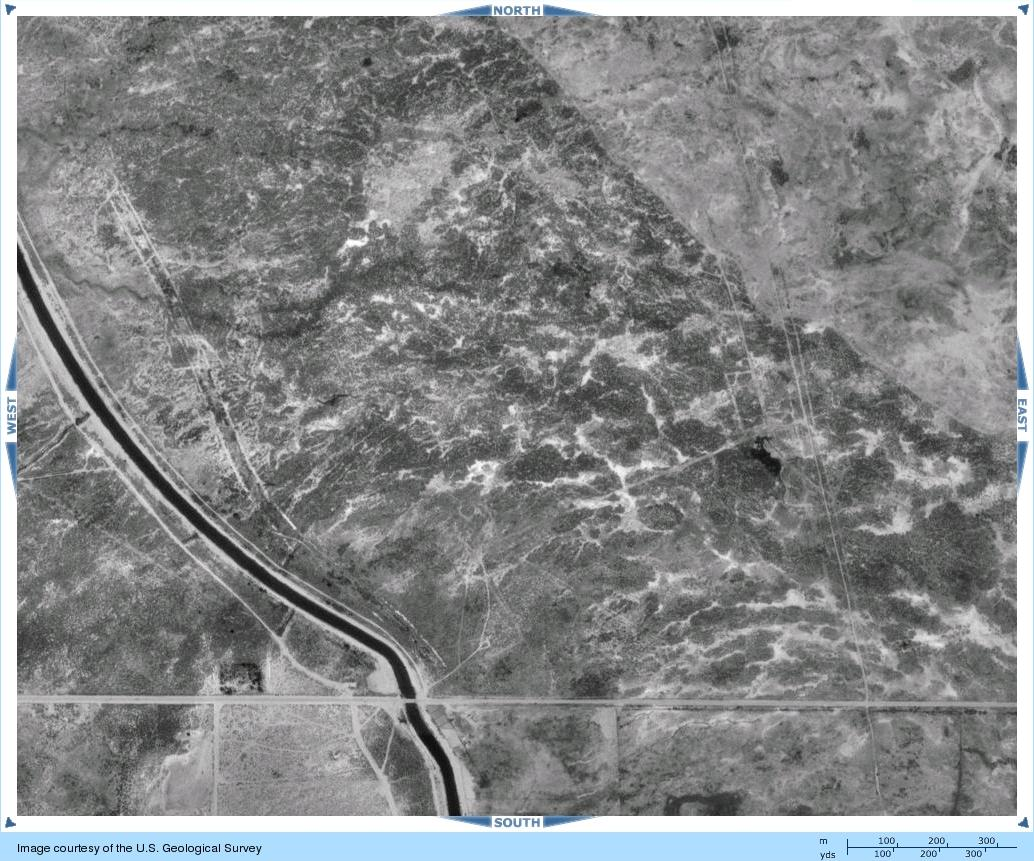 NORTH
WEST
EAST
SOUTH
Image courtesy of the U.S. Geological Survey
m 100 200 300
yds 100 200 300